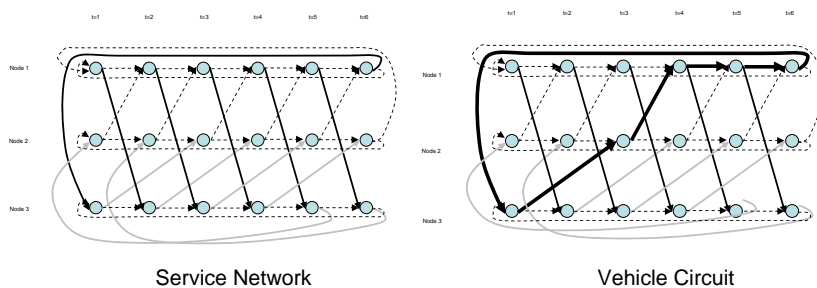 t=1 t=2 t=3 t=4 t=5 t=6 t=1 t=2 t=3 t=4 t=5 t=6
Node 1 Node 1
Node 2 Node 2
Node 3 Node 3
Service Network Vehicle Circuit